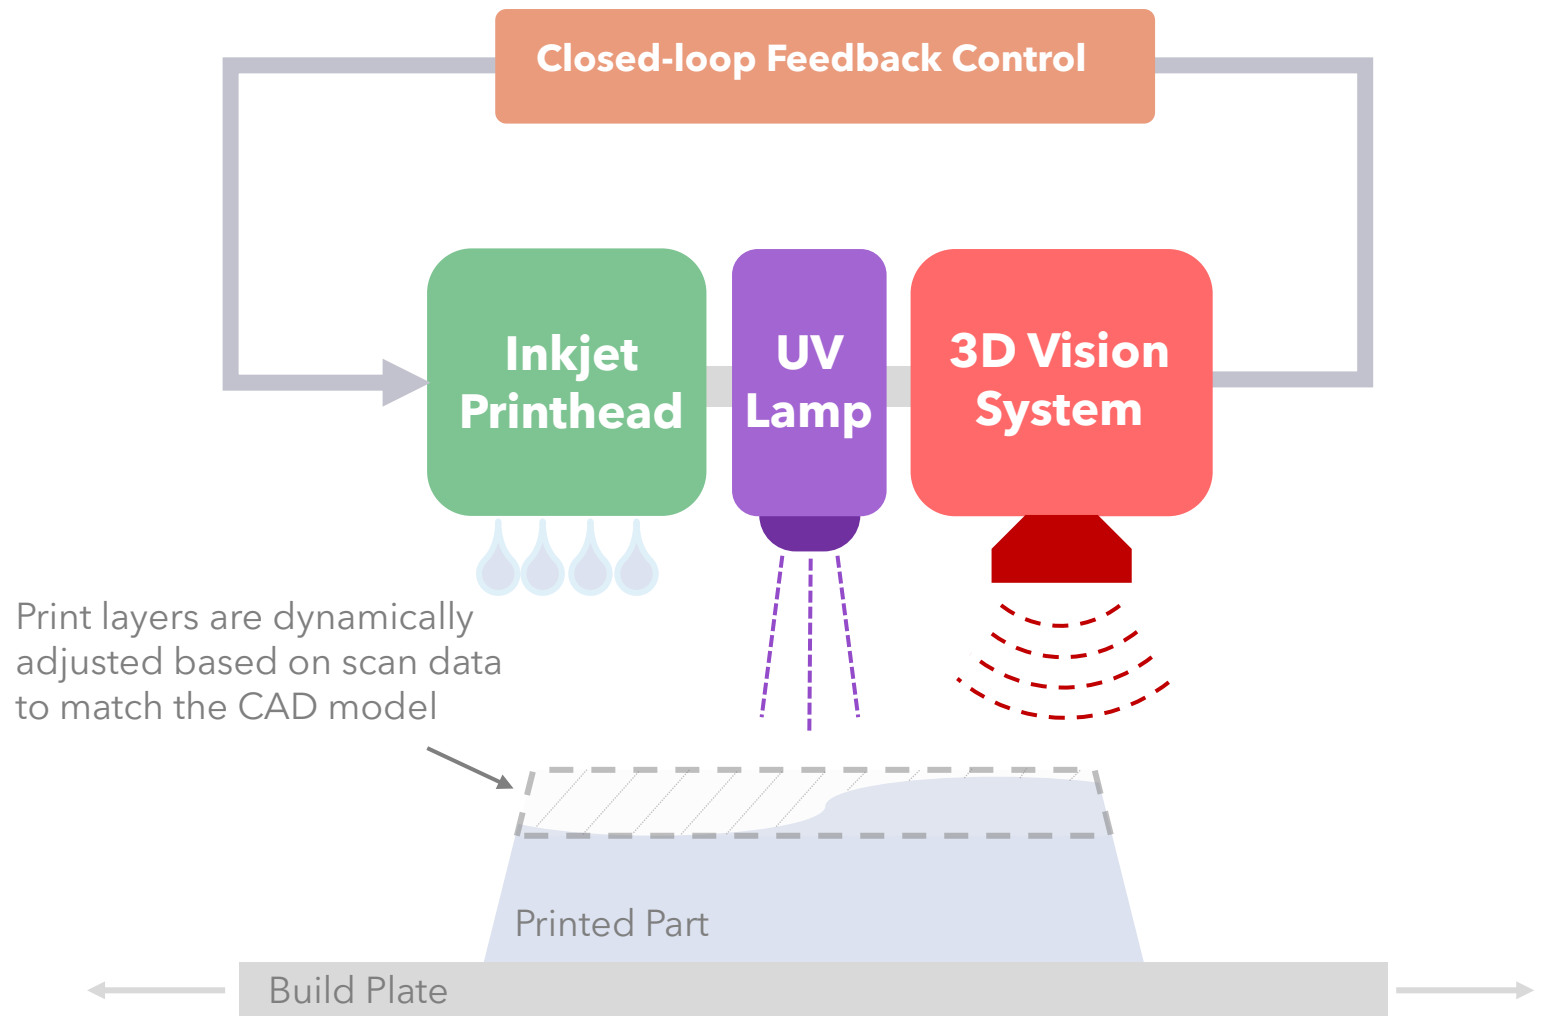 Closed-loop Feedback Control
Inkjet
Printhead
UV
Lamp
3D Vision
System
Print layers are dynamically
adjusted based on scan data
to match the CAD model
Printed Part
Build Plate